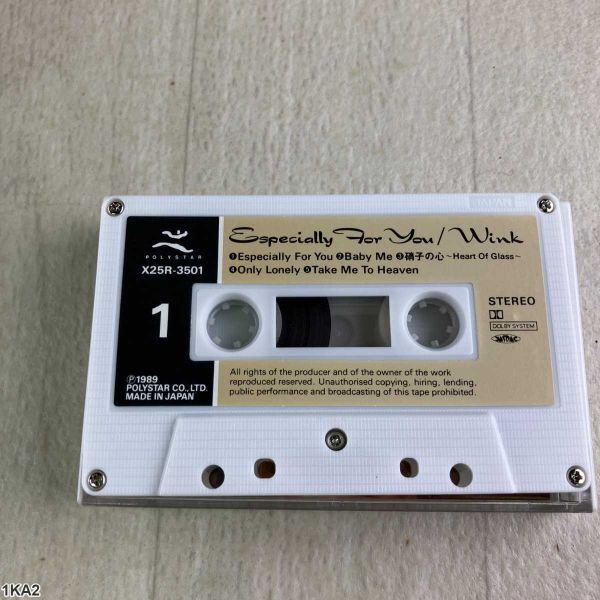 JAPAN
POLYSTAR
X25R-3501
1
Ⓟ1989
POLYSTAR CO., LTD.
MADE IN JAPAN
Especially For You / Wink
❶Especially For You ❷Baby Me ❸硝子の心~Heart Of Glass~
❹Only Lonely ❺Take Me To Heaven
STEREO
DOLBY SYSTEM
All rights of the producer and of the owner of the work
reproduced reserved. Unauthorised copying, hiring, lending,
public performance and broadcasting of this tape prohibited.
1KA2